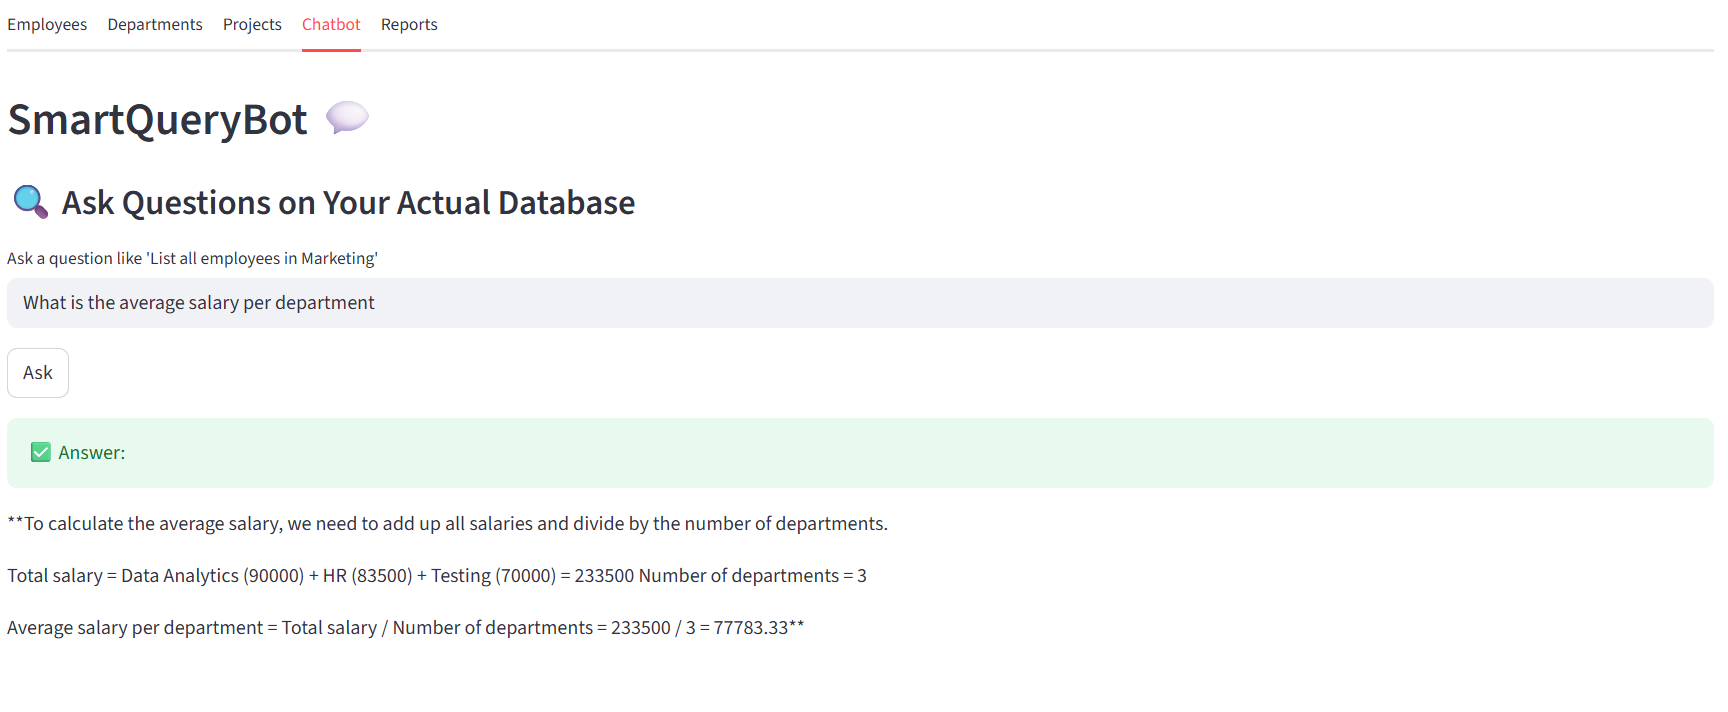 Employees Departments Projects Chatbot Reports
SmartQueryBot
Ask Questions on Your Actual Database
Ask a question like 'List all employees in Marketing'
What is the average salary per department
Ask
Answer:
**To calculate the average salary, we need to add up all salaries and divide by the number of departments.
Total salary = Data Analytics (90000) + HR (83500) + Testing (70000) = 233500 Number of departments = 3
Average salary per department = Total salary / Number of departments = 233500 / 3 = 77783.33**